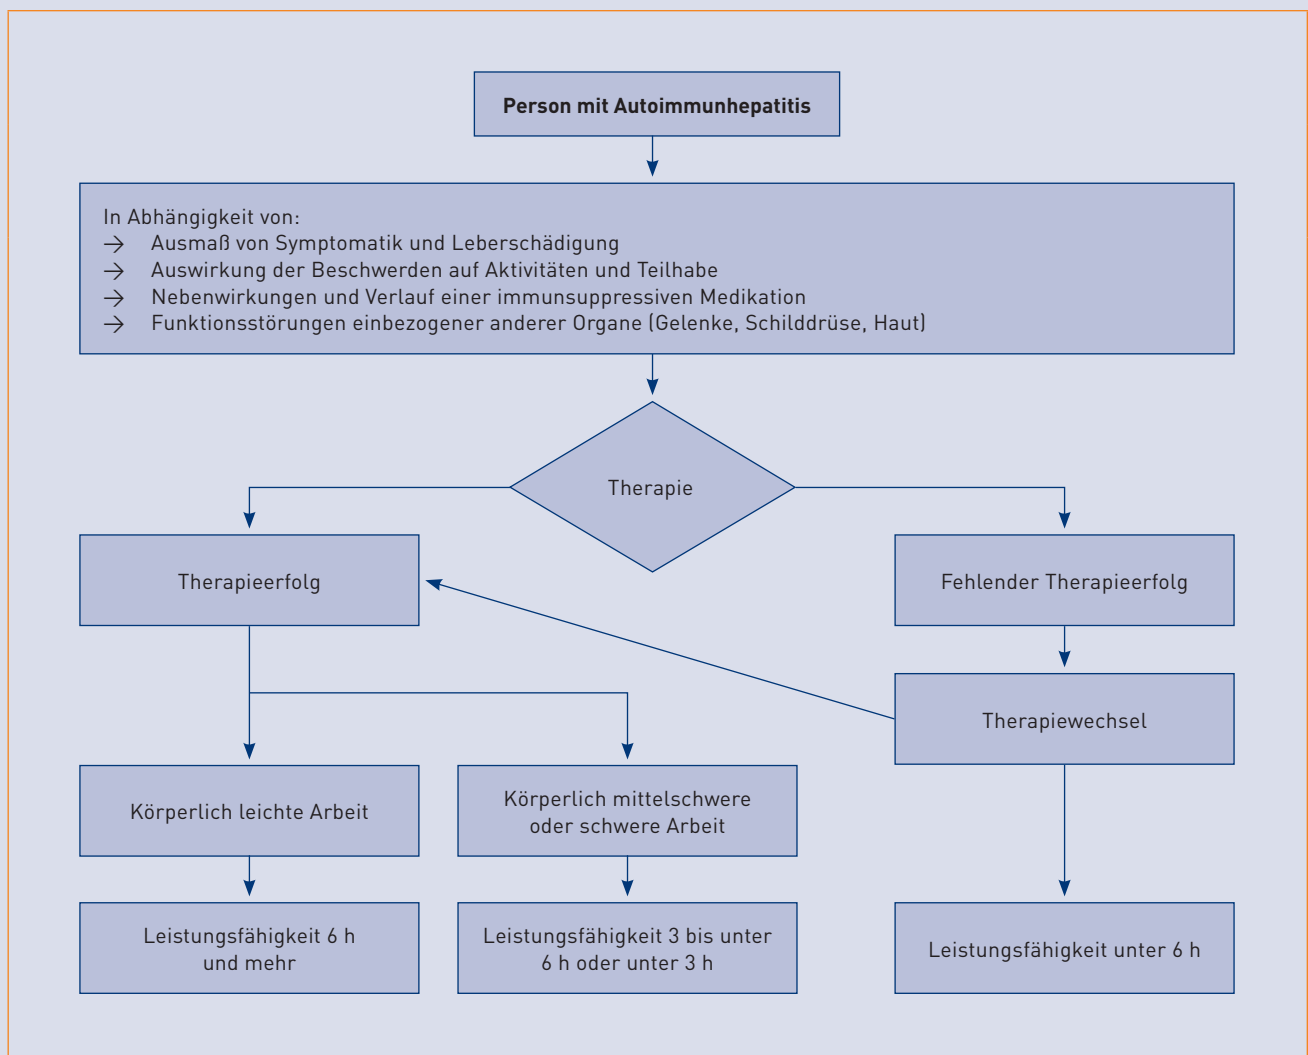 Person mit Autoimmunhepatitis
In Abhängigkeit von:
→ Ausmaß von Symptomatik und Leberschädigung
→ Auswirkung der Beschwerden auf Aktivitäten und Teilhabe
→ Nebenwirkungen und Verlauf einer immunsuppressiven Medikation
→ Funktionsstörungen einbezogener anderer Organe (Gelenke, Schilddrüse, Haut)
Therapie
Therapieerfolg
Fehlender Therapieerfolg
Therapiewechsel
Körperlich leichte Arbeit
Körperlich mittelschwere
oder schwere Arbeit
Leistungsfähigkeit 6 h
und mehr
Leistungsfähigkeit 3 bis unter
6 h oder unter 3 h
Leistungsfähigkeit unter 6 h